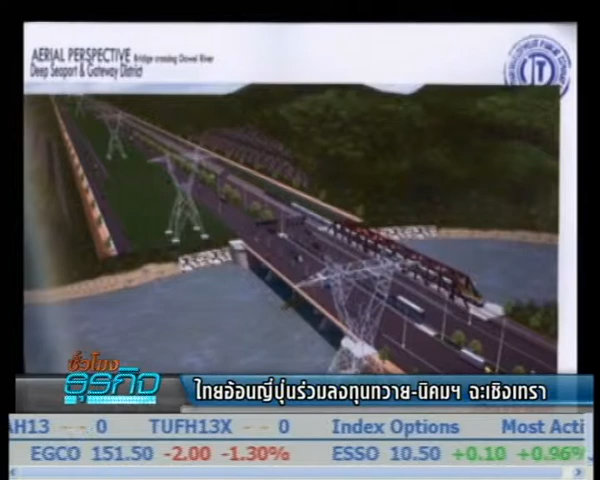 AERIAL PERSPECTIVE Bridge crossing Dawei River
Deep Seaport & Gateway District
ITD
ชั่วโมง
ธุรกิจ
ไทยอ้อนญี่ปุ่นร่วมลงทุนทวาย-นิคมฯ ฉะเชิงเทรา
AH13 - - 0 TUFH13X - - 0 Index Options Most Acti
EGCO 151.50 -2.00 -1.30% ESSO 10.50 +0.10 +0.96%